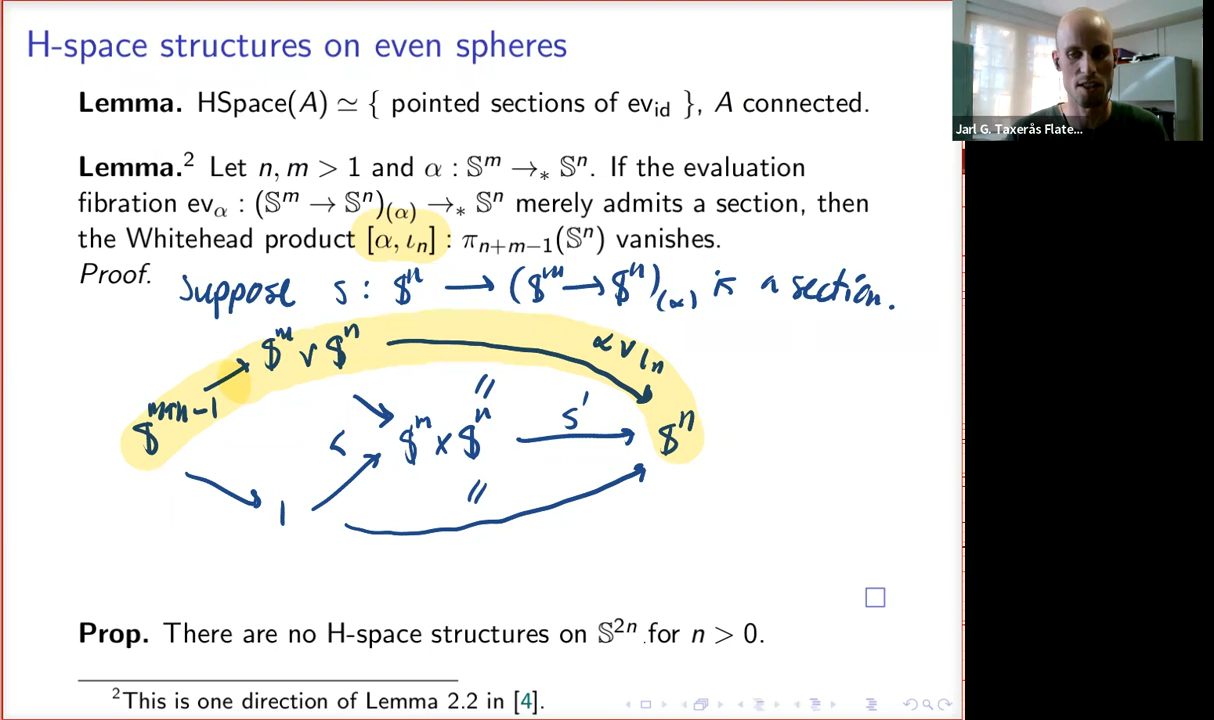 H-space structures on even spheres
Jarl G. Taxerås Flate...
Lemma. HSpace(A) ≃ { pointed sections of ev_id }, A connected.
Lemma.² Let n, m > 1 and α : 𝕊^m →_* 𝕊^n. If the evaluation
fibration ev_α : (𝕊^m → 𝕊^n)_(α) →_* 𝕊^n merely admits a section, then
the Whitehead product [α, ι_n] : π_{n+m−1}(𝕊^n) vanishes.
Proof. Suppose s : 𝕊^n → (𝕊^m → 𝕊^n)_(α) is a section.
𝕊^m ∨ 𝕊^n
α ∨ ι_n
𝕊^{m+n-1}
𝕊^m × 𝕊^n
s'
𝕊^n
1
□
Prop. There are no H-space structures on 𝕊^{2n} for n > 0.
²This is one direction of Lemma 2.2 in [4].